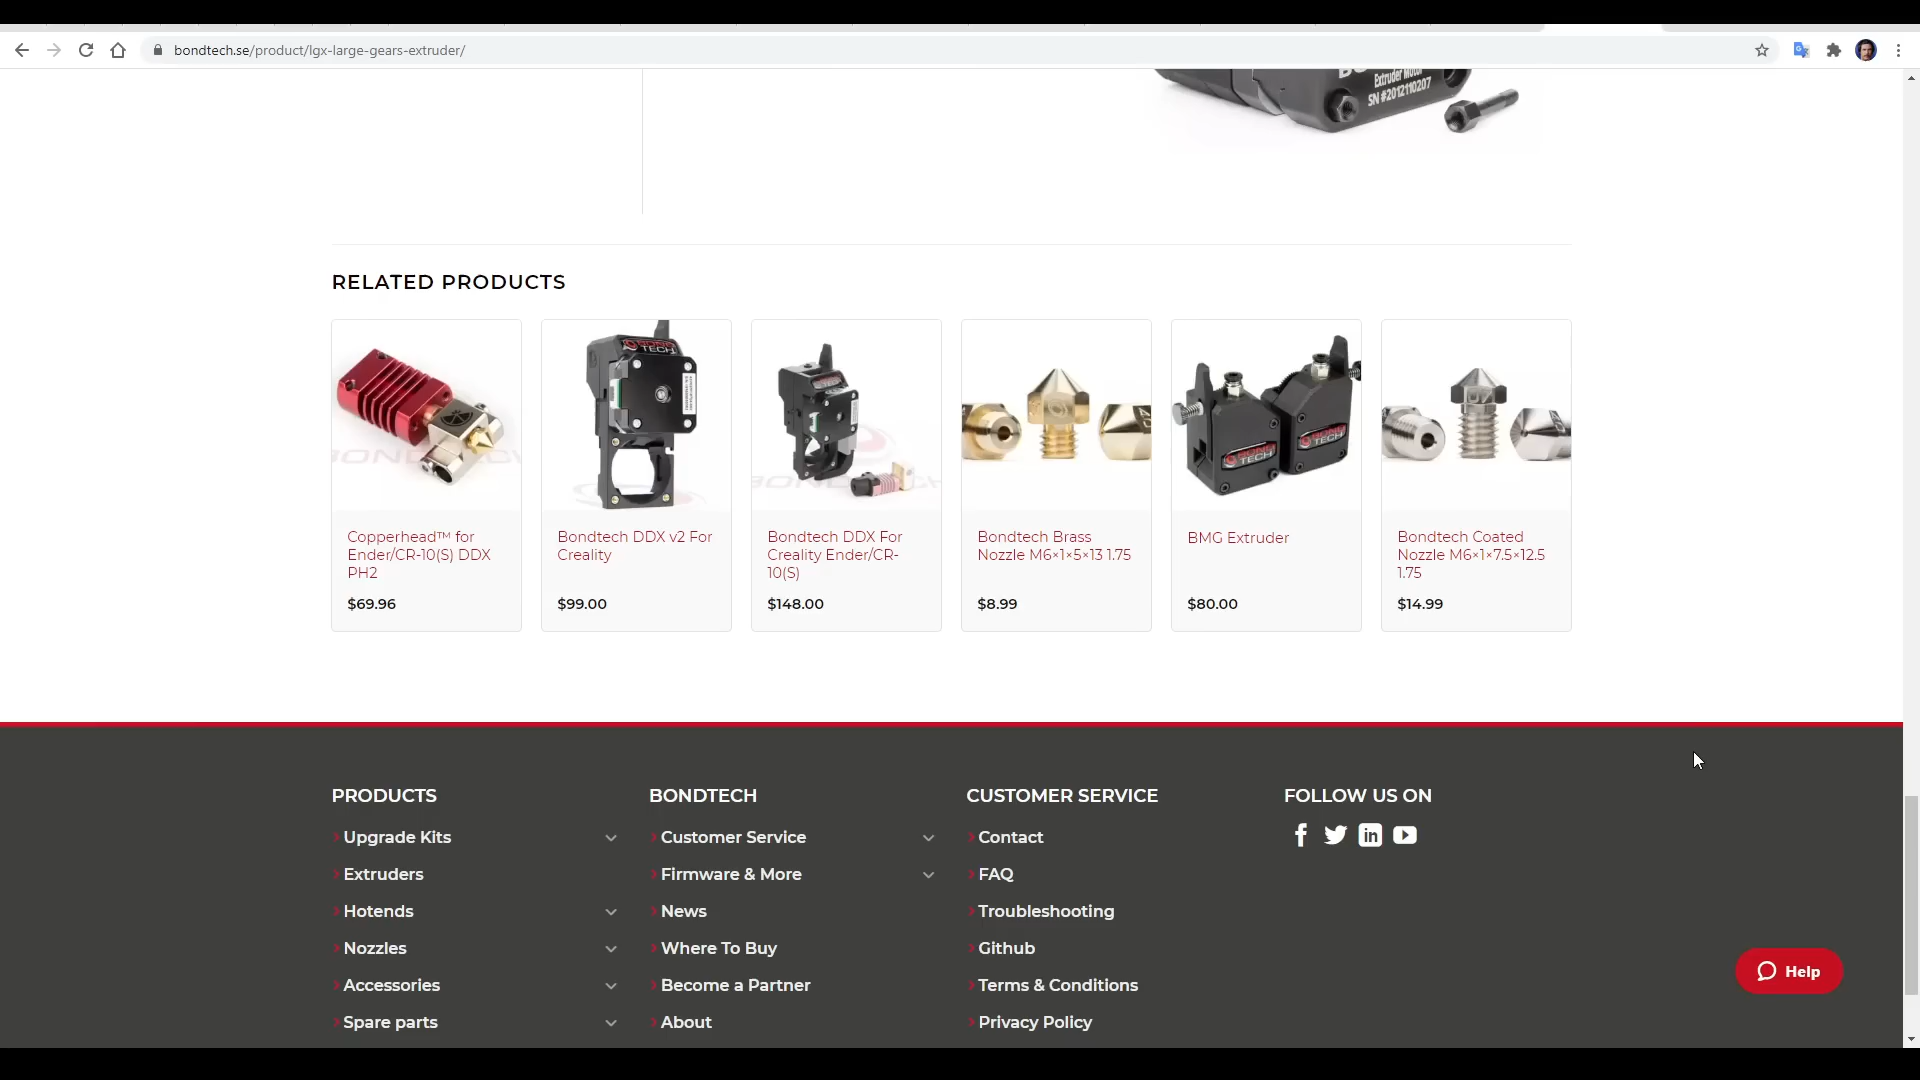 bondtech.se/product/lgx-large-gears-extruder/
Extruder Motor
SN #2012110207
RELATED PRODUCTS
BOND
TECH
BOND
TECH
BOND
TECH
Copperhead™ for
Ender/CR-10(S) DDX
PH2
$69.96
Bondtech DDX v2 For
Creality
$99.00
Bondtech DDX For
Creality Ender/CR-
10(S)
$148.00
Bondtech Brass
Nozzle M6×1×5×13 1.75
$8.99
BMG Extruder
$80.00
Bondtech Coated
Nozzle M6×1×7.5×12.5
1.75
$14.99
PRODUCTS
Upgrade Kits
Extruders
Hotends
Nozzles
Accessories
Spare parts
BONDTECH
Customer Service
Firmware & More
News
Where To Buy
Become a Partner
About
CUSTOMER SERVICE
Contact
FAQ
Troubleshooting
Github
Terms & Conditions
Privacy Policy
FOLLOW US ON
Help